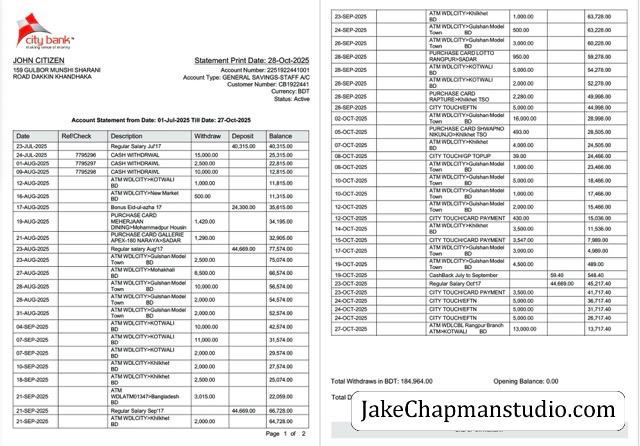 city bank
making sense of money
JOHN CITIZEN
159 GULBOR MUNSHI SHARANI
ROAD DAKKIN KHANDHAKA
Statement Print Date: 28-Oct-2025
Account Number: 2251922441001
Account Type: GENERAL SAVINGS-STAFF A/C
Customer Number: CB1922441
Currency: BDT
Status: Active
Account Statement from Date: 01-Jul-2025 Till Date: 27-Oct-2025
Date Ref/Check Description Withdraw Deposit Balance
23-JUL-2025 Regular Salary Jul'17 40,315.00 40,315.00
24-JUL-2025 7795296 CASH WITHDRWAL 15,000.00 25,315.00
01-AUG-2025 7795297 CASH WITHDRAWL 2,500.00 22,815.00
09-AUG-2025 7795298 CASH WITHDRAWL 10,000.00 12,815.00
12-AUG-2025 ATM WDLCITY>KOTWALI BD 1,000.00 11,815.00
16-AUG-2025 ATM WDLCITY>New Market BD 500.00 11,315.00
17-AUG-2025 Bonus Eid-ul-azha 17 24,300.00 35,615.00
19-AUG-2025 PURCHASE CARD MEHERJAAN DINING>Mohammadpur Housin 1,420.00 34,195.00
21-AUG-2025 PURCHASE CARD GALLERIE APEX-180 NARAYA>SADAR 1,290.00 32,905.00
23-AUG-2025 Regular salary Aug'17 44,669.00 77,574.00
23-AUG-2025 ATM WDLCITY>Gulshan Model Town BD 2,500.00 75,074.00
27-AUG-2025 ATM WDLCITY>Mohakhali BD 8,500.00 66,574.00
28-AUG-2025 ATM WDLCITY>Gulshan Model Town BD 10,000.00 56,574.00
28-AUG-2025 ATM WDLCITY>Gulshan Model Town BD 2,000.00 54,574.00
31-AUG-2025 ATM WDLCITY>Gulshan Model Town BD 2,000.00 52,574.00
04-SEP-2025 ATM WDLCITY>KOTWALI BD 10,000.00 42,574.00
07-SEP-2025 ATM WDLCITY>KOTWALI BD 11,000.00 31,574.00
07-SEP-2025 ATM WDLCITY>KOTWALI BD 2,000.00 29,574.00
10-SEP-2025 ATM WDLCITY>Khilkhet BD 2,000.00 27,574.00
18-SEP-2025 ATM WDLCITY>Khilkhet BD 2,500.00 25,074.00
21-SEP-2025 ATM WDLATM01347>Bangladesh BD 3,015.00 22,059.00
21-SEP-2025 Regular Salary Sep'17 44,669.00 66,728.00
21-SEP-2025 ATM WDLCITY>Khilkhet BD 2,000.00 64,728.00
Page 1 of 2
23-SEP-2025 ATM WDLCITY>Khilkhet BD 1,000.00 63,728.00
24-SEP-2025 ATM WDLCITY>Gulshan Model Town BD 500.00 63,228.00
26-SEP-2025 ATM WDLCITY>Gulshan Model Town BD 3,000.00 60,228.00
28-SEP-2025 PURCHASE CARD LOTTO RANGPUR>SADAR 950.00 59,278.00
28-SEP-2025 ATM WDLCITY>KOTWALI BD 5,000.00 54,278.00
28-SEP-2025 ATM WDLCITY>KOTWALI BD 2,000.00 52,278.00
28-SEP-2025 PURCHASE CARD RAPTURE>Khilkhet TSO 2,280.00 49,998.00
28-SEP-2025 CITY TOUCH/EFTN 5,000.00 44,998.00
02-OCT-2025 ATM WDLCITY>Gulshan Model Town BD 16,000.00 28,998.00
05-OCT-2025 PURCHASE CARD SHWAPNO NIKUNJO>Khilkhet TSO 493.00 28,505.00
07-OCT-2025 ATM WDLCITY>Khilkhet BD 4,000.00 24,505.00
08-OCT-2025 CITY TOUCH/GP TOPUP 39.00 24,466.00
08-OCT-2025 ATM WDLCITY>Gulshan Model Town BD 1,000.00 23,466.00
10-OCT-2025 ATM WDLCITY>Gulshan Model Town BD 5,000.00 18,466.00
10-OCT-2025 ATM WDLCITY>Gulshan Model Town BD 1,000.00 17,466.00
12-OCT-2025 ATM WDLCITY>Gulshan Model Town BD 2,000.00 15,466.00
12-OCT-2025 CITY TOUCH/CARD PAYMENT 430.00 15,036.00
14-OCT-2025 ATM WDLCITY>Khilkhet BD 3,500.00 11,536.00
15-OCT-2025 CITY TOUCH/CARD PAYMENT 3,547.00 7,989.00
17-OCT-2025 ATM WDLCITY>Gulshan Model Town BD 3,000.00 4,989.00
19-OCT-2025 ATM WDLCITY>Gulshan Model Town BD 4,500.00 489.00
19-OCT-2025 CashBack July to September 59.40 548.40
23-OCT-2025 Regular Salary Oct'17 44,669.00 45,217.40
23-OCT-2025 CITY TOUCH/CARD PAYMENT 3,500.00 41,717.40
24-OCT-2025 CITY TOUCH/EFTN 5,000.00 36,717.40
24-OCT-2025 CITY TOUCH/EFTN 5,000.00 31,717.40
24-OCT-2025 CITY TOUCH/EFTN 5,000.00 26,717.40
27-OCT-2025 ATM WDLCBL Rangpur Branch ATM>KOTWALI BD 13,000.00 13,717.40
Total Withdraws in BDT: 184,964.00 Opening Balance: 0.00
Total D
JakeChapmanstudio.com